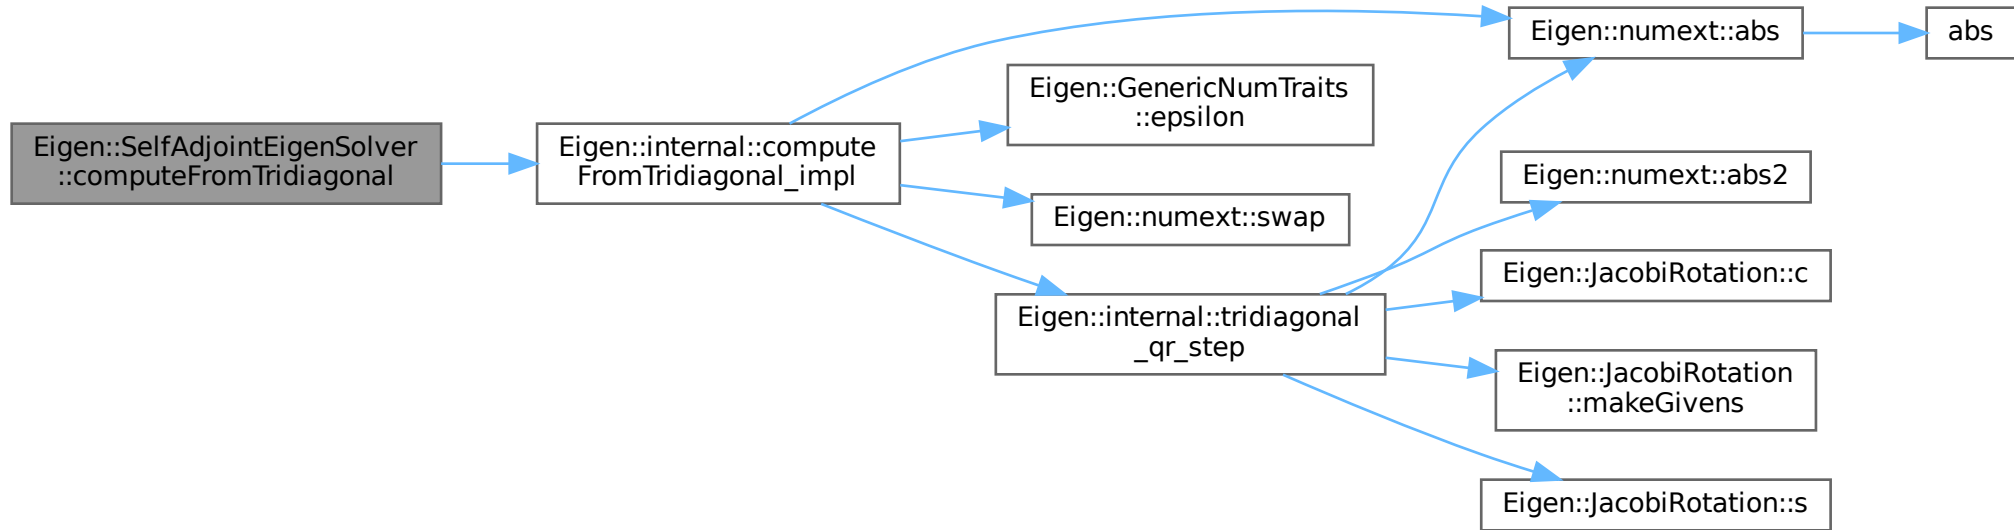 Eigen::SelfAdjointEigenSolver
::computeFromTridiagonal
Eigen::internal::compute
FromTridiagonal_impl
Eigen::numext::abs
abs
Eigen::GenericNumTraits
::epsilon
Eigen::numext::swap
Eigen::internal::tridiagonal
_qr_step
Eigen::numext::abs2
Eigen::JacobiRotation::c
Eigen::JacobiRotation
::makeGivens
Eigen::JacobiRotation::s